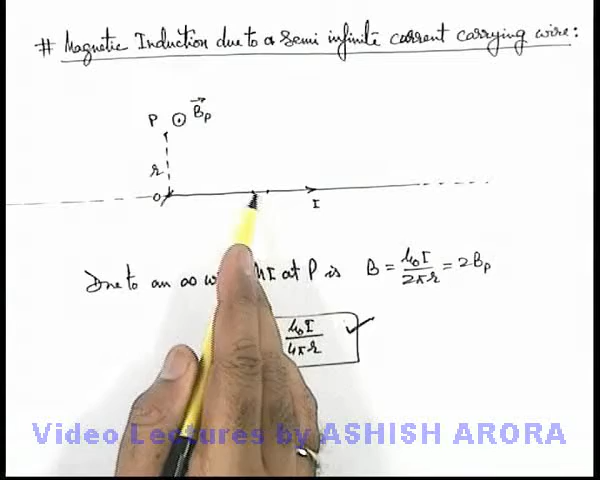 # Magnetic Induction due to a semi infinite current carrying wire:
P ⊙ B⃗P
r
O
I
Due to an ∞ at P is B = μ₀I/2πr = 2BP
μ₀I/4πr ✓
Video Lectures by ASHISH ARORA